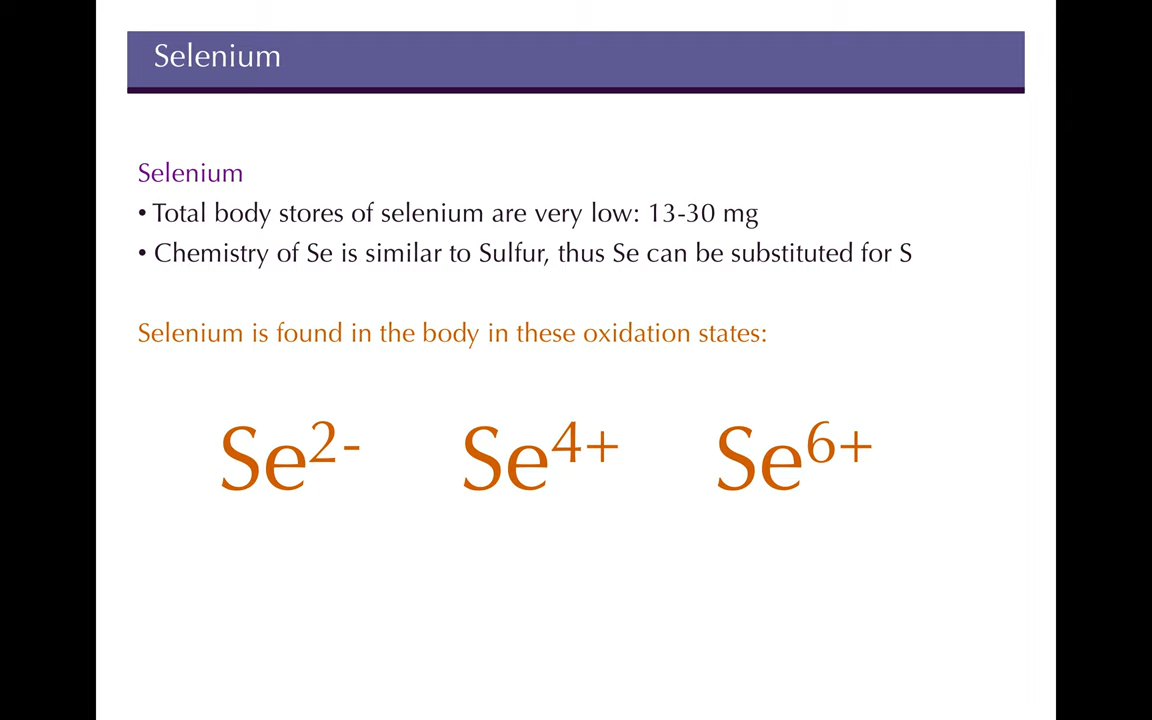 Selenium
Selenium
• Total body stores of selenium are very low: 13-30 mg
• Chemistry of Se is similar to Sulfur, thus Se can be substituted for S
Selenium is found in the body in these oxidation states:
Se²⁻ Se⁴⁺ Se⁶⁺